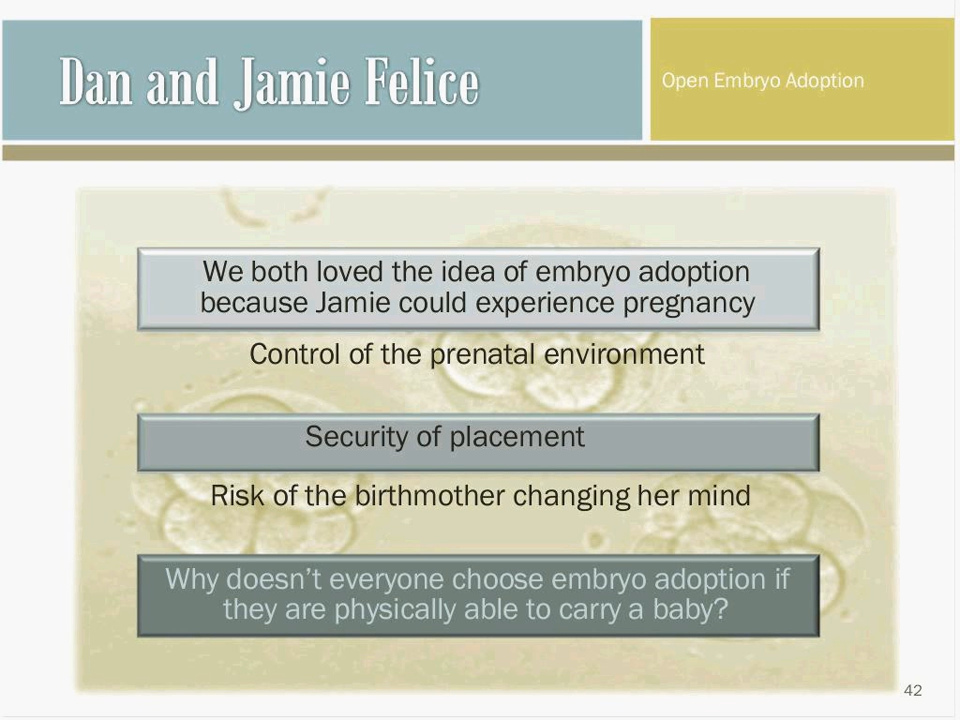 Dan and Jamie Felice
Open Embryo Adoption
We both loved the idea of embryo adoption
because Jamie could experience pregnancy
Control of the prenatal environment
Security of placement
Risk of the birthmother changing her mind
Why doesn’t everyone choose embryo adoption if
they are physically able to carry a baby?
42